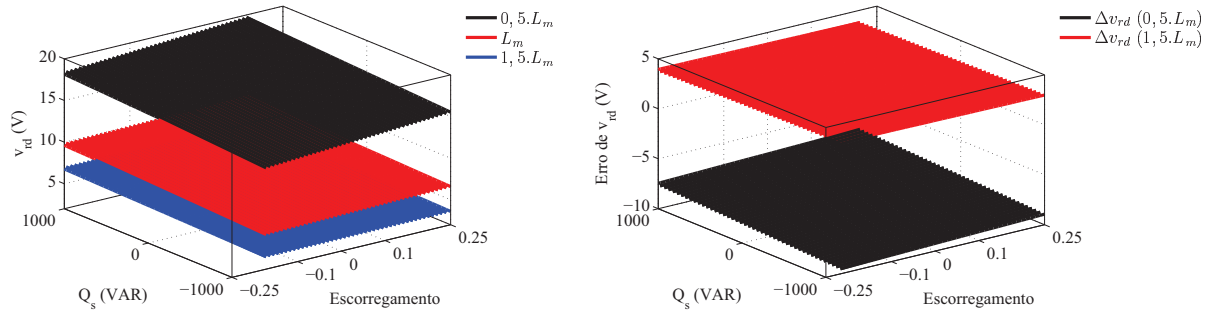 0, 5.L_m
L_m
1, 5.L_m
20
15
10
5
v_rd (V)
1000
0
−1000
Q_s (VAR)
−0.25
−0.1
0
0.1
0.25
Escorregamento
Δv_rd (0, 5.L_m)
Δv_rd (1, 5.L_m)
5
0
−5
−10
Erro de v_rd (V)
1000
0
−1000
Q_s (VAR)
−0.25
−0.1
0
0.1
0.25
Escorregamento